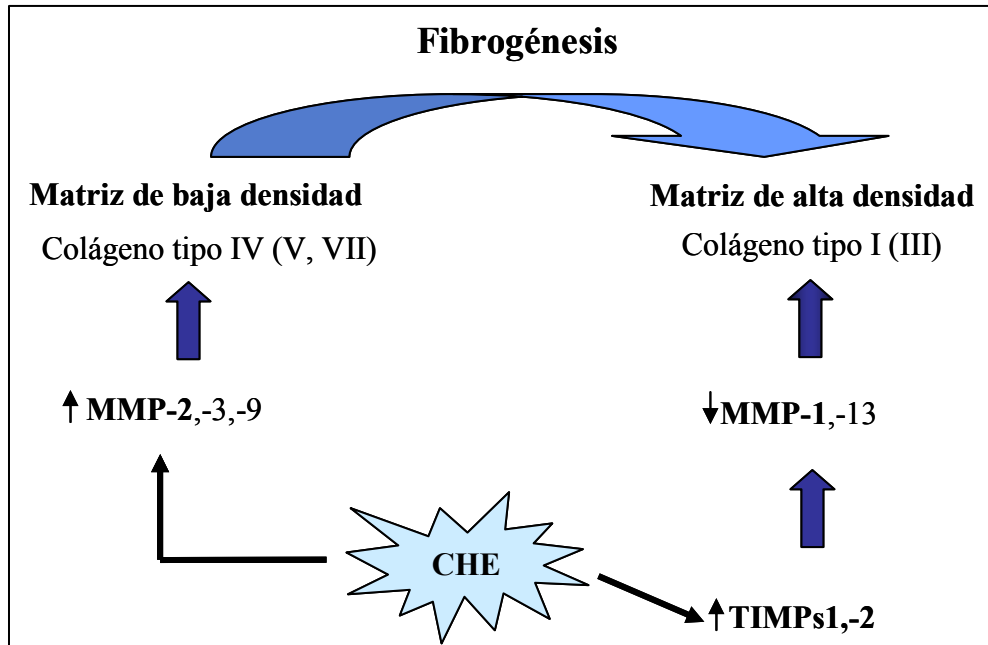 Fibrogénesis
Matriz de baja densidad
Colágeno tipo IV (V, VII)
Matriz de alta densidad
Colágeno tipo I (III)
MMP-2,-3,-9
MMP-1,-13
CHE
TIMPs1,-2